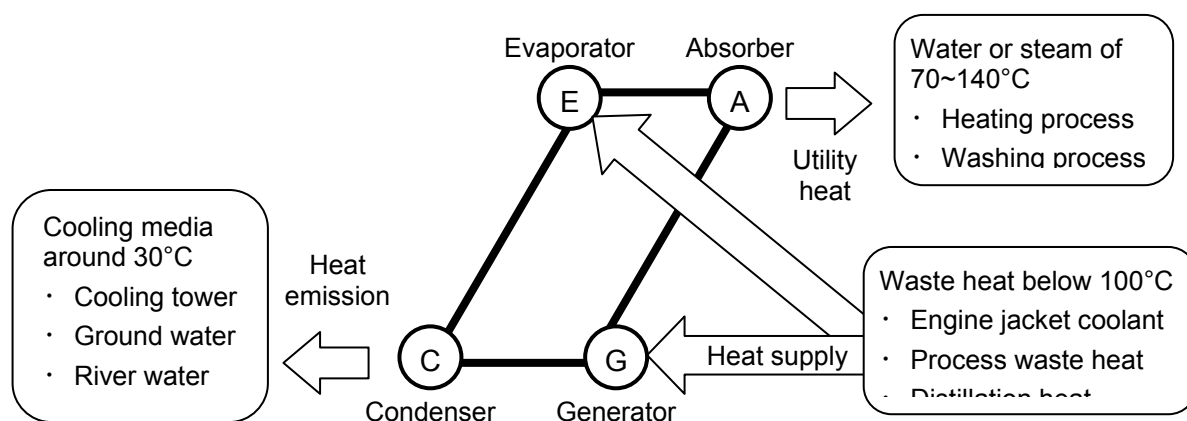 Evaporator
Absorber
E
A
Utility
heat
Water or steam of
70~140°C
· Heating process
· Washing process
Cooling media
around 30°C
· Cooling tower
· Ground water
· River water
Heat
emission
C
G
Condenser
Generator
Heat supply
Waste heat below 100°C
· Engine jacket coolant
· Process waste heat
· Distillation heat